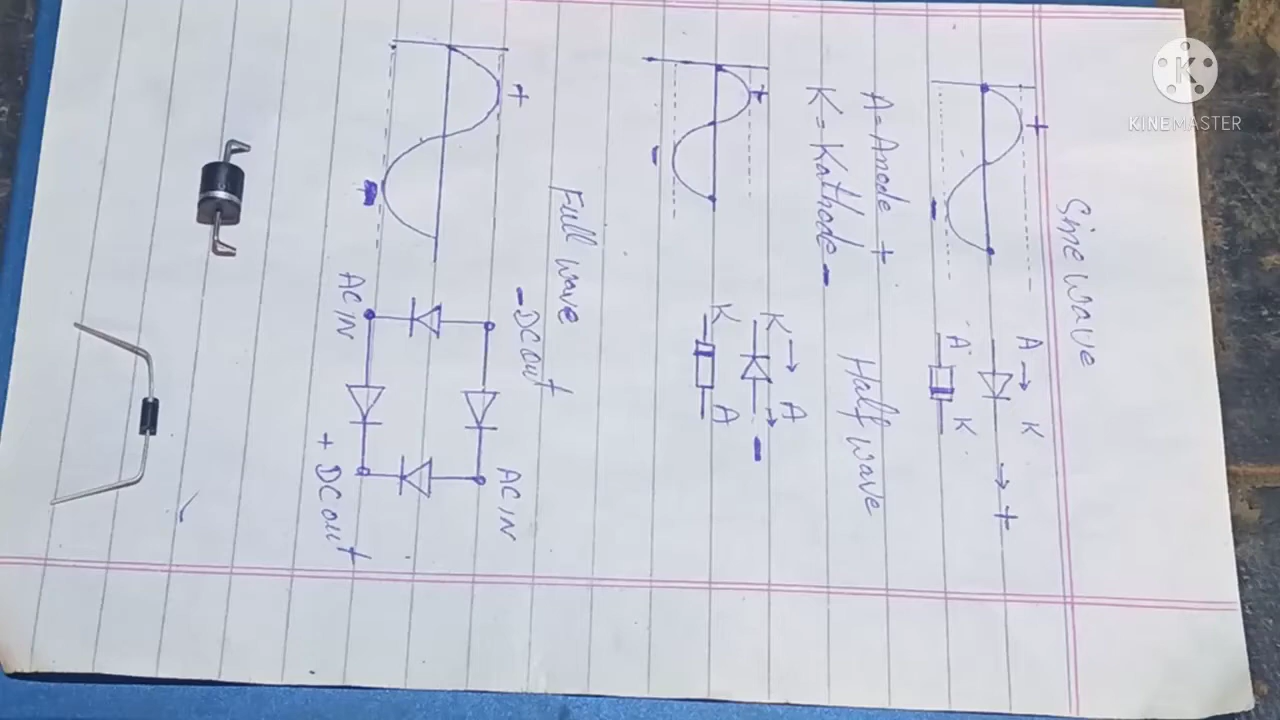 Sine wave
+
-
A → K
→ +
A K
A = Anode +
K = Kathode -
Half wave
+
-
K → A
-
K A
Full wave
+
+
- DC out
AC IN
AC IN
+ DC out
KINEMASTER